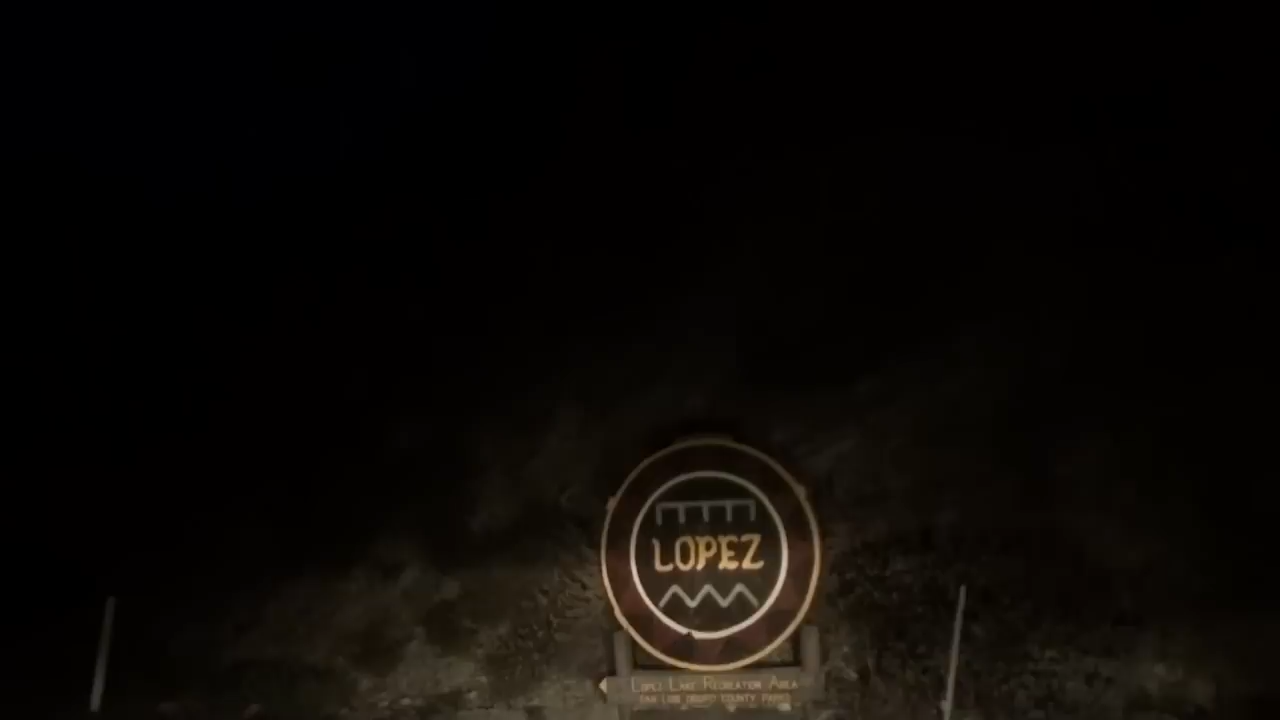 LOPEZ
LOPEZ LAKE RECREATION AREA
SAN LUIS OBISPO COUNTY PARKS